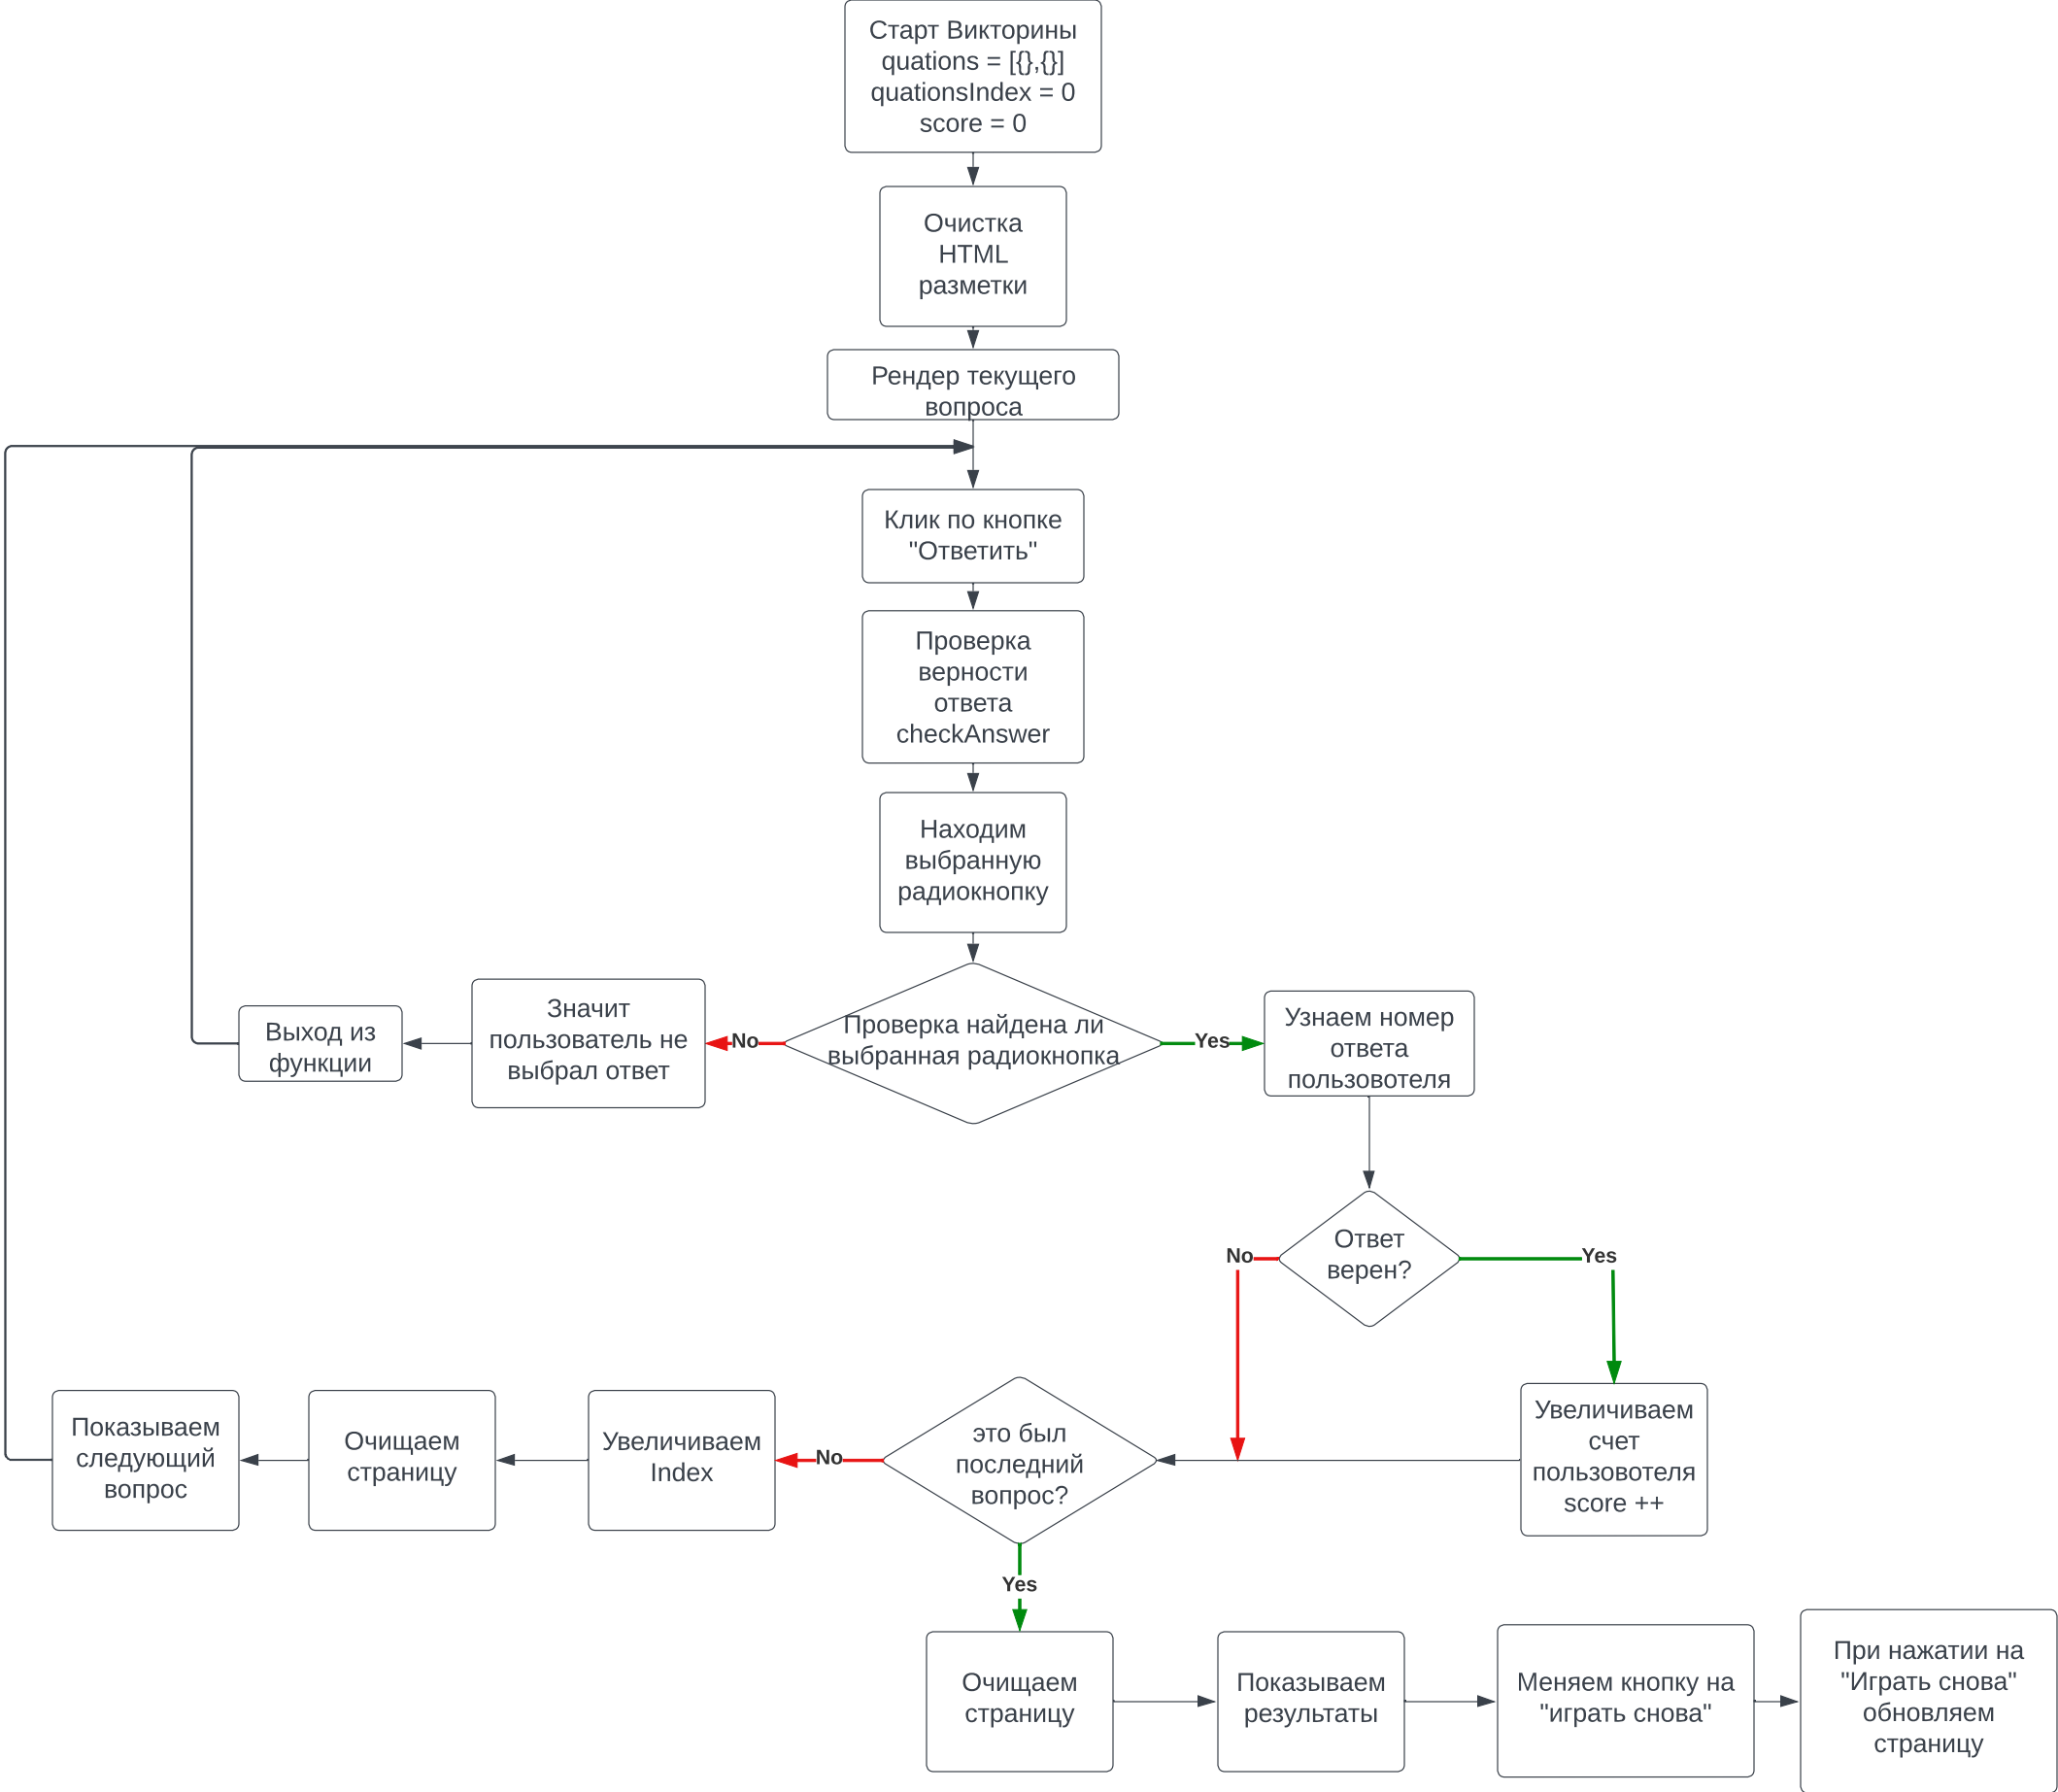 Старт Викторины
quations = [{},{}]
quationsIndex = 0
score = 0
Очистка
HTML
разметки
Рендер текущего
вопроса
Клик по кнопке
"Ответить"
Проверка
верности
ответа
checkAnswer
Находим
выбранную
радиокнопку
Проверка найдена ли
выбранная радиокнопка
No
Значит
пользователь не
выбрал ответ
Выход из
функции
Yes
Узнаем номер
ответа
пользовотеля
Ответ
верен?
No
Yes
Увеличиваем
счет
пользовотеля
score ++
это был
последний
вопрос?
No
Увеличиваем
Index
Очищаем
страницу
Показываем
следующий
вопрос
Yes
Очищаем
страницу
Показываем
результаты
Меняем кнопку на
"играть снова"
При нажатии на
"Играть снова"
обновляем
страницу